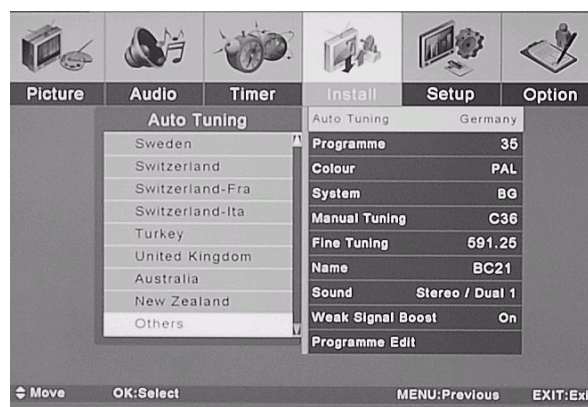 Picture Audio Timer Install Setup Option
Auto Tuning
Sweden
Switzerland
Switzerland-Fra
Switzerland-Ita
Turkey
United Kingdom
Australia
New Zealand
Others
Auto Tuning Germany
Programme 35
Colour PAL
System BG
Manual Tuning C36
Fine Tuning 591.25
Name BC21
Sound Stereo / Dual 1
Weak Signal Boost On
Programme Edit
Move OK:Select MENU:Previous EXIT:Exi